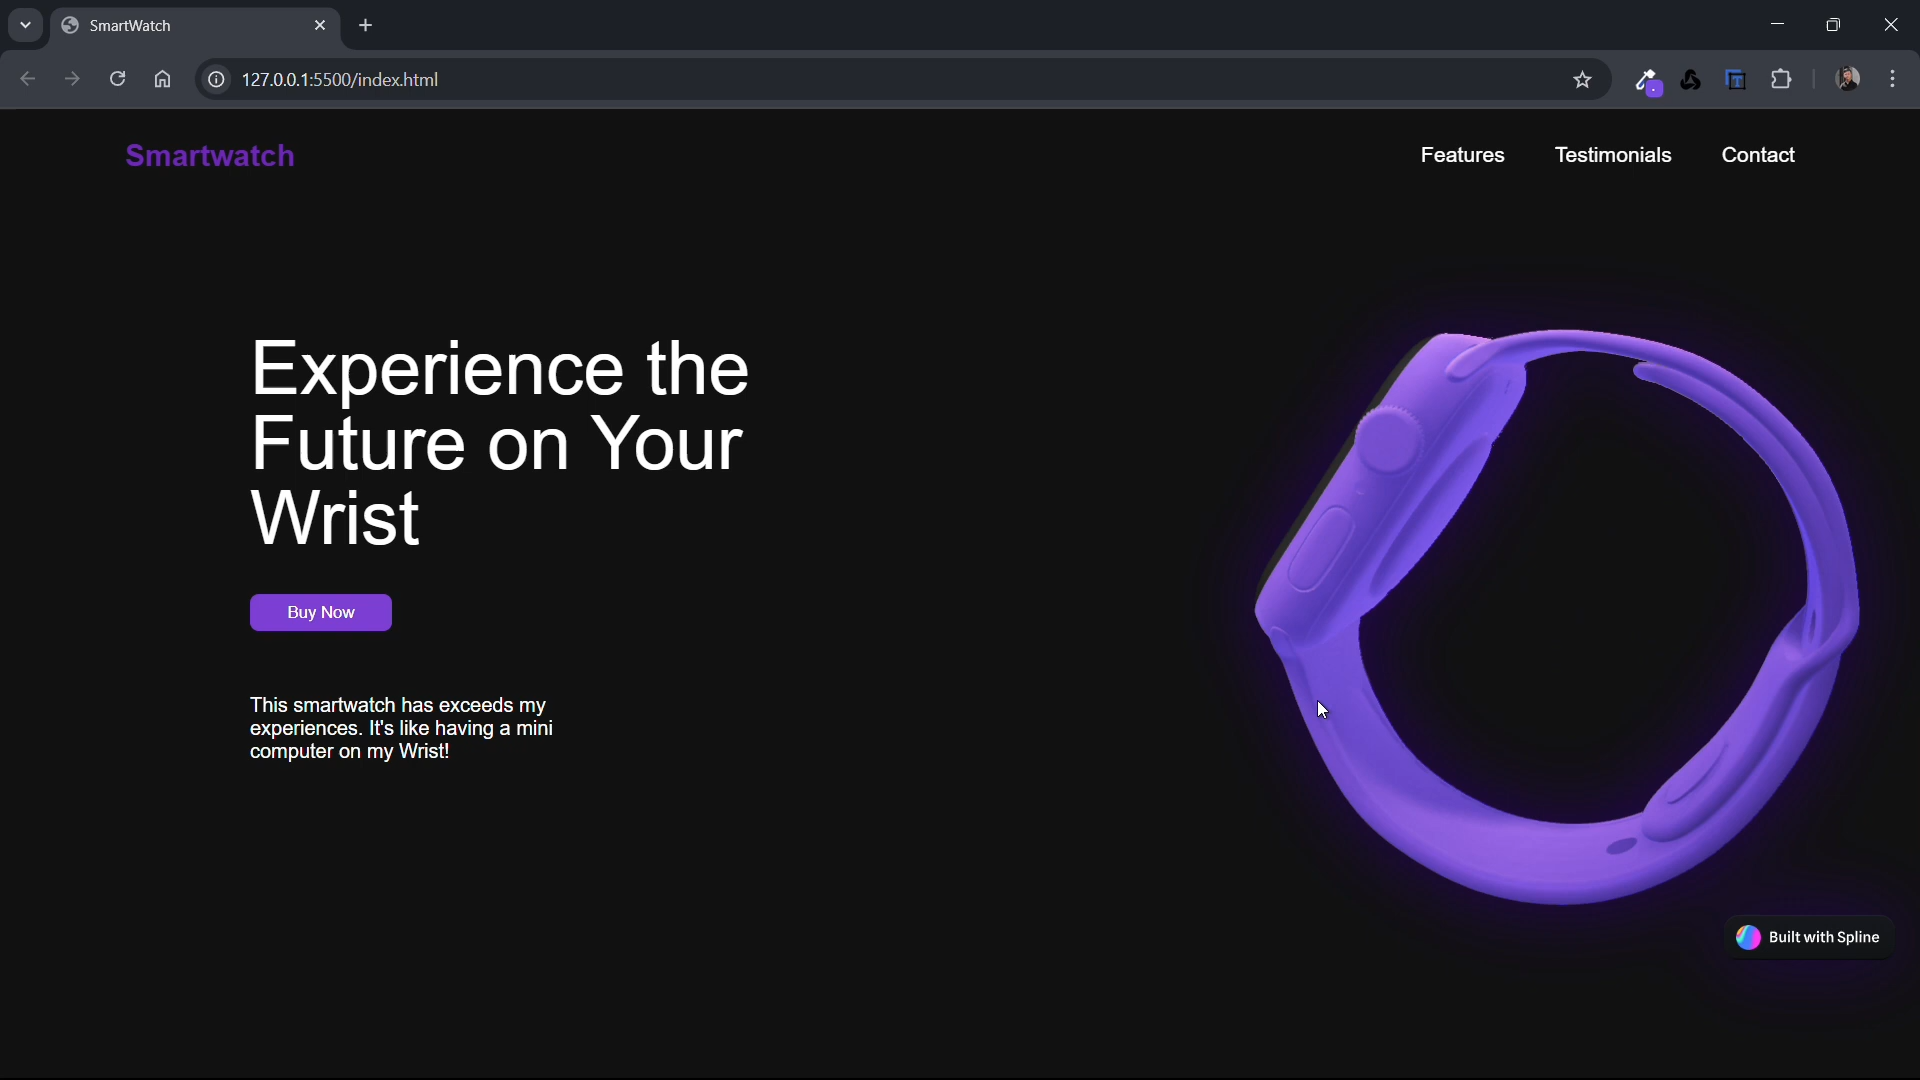 SmartWatch
127.0.0.1:5500/index.html
Smartwatch
Features
Testimonials
Contact
Experience the
Future on Your
Wrist
Buy Now
This smartwatch has exceeds my
experiences. It's like having a mini
computer on my Wrist!
Built with Spline